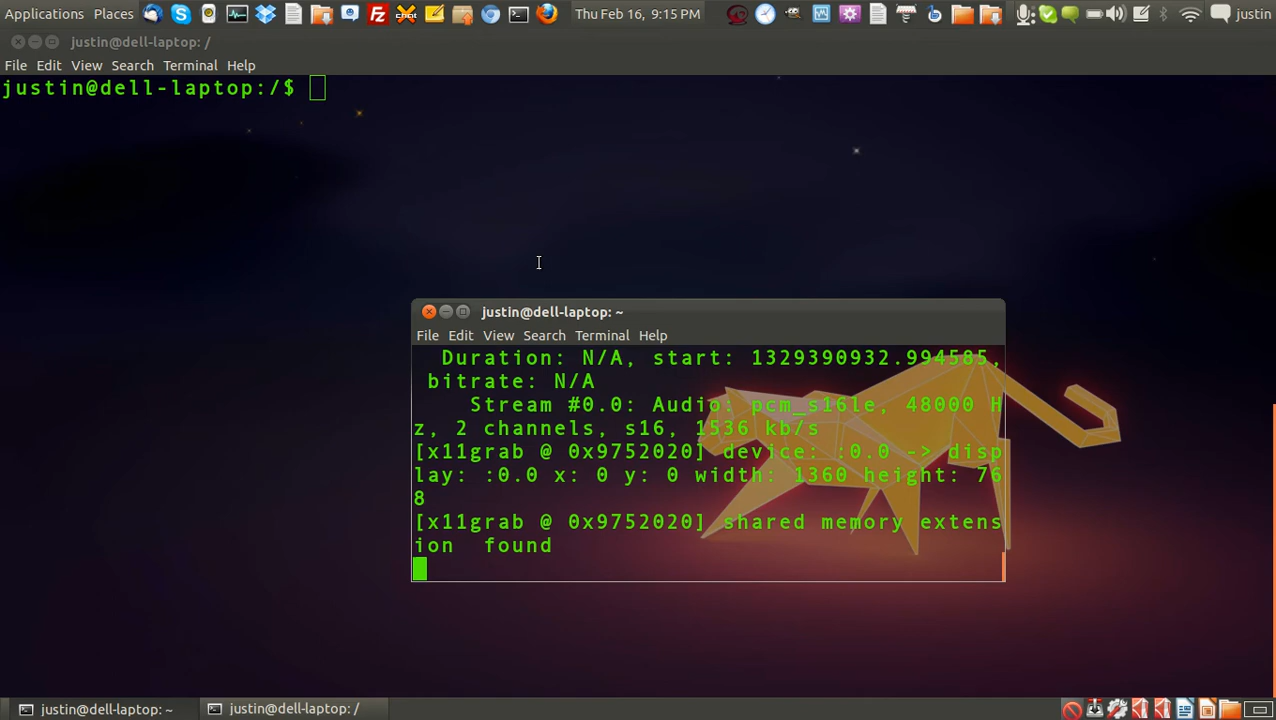 Applications Places Thu Feb 16, 9:15 PM justin
justin@dell-laptop: /
File Edit View Search Terminal Help
justin@dell-laptop:/$
justin@dell-laptop: ~
File Edit View Search Terminal Help
Duration: N/A, start: 1329390932.994585,
bitrate: N/A
Stream #0.0: Audio: pcm_s16le, 48000 H
z, 2 channels, s16, 1536 kb/s
[x11grab @ 0x9752020] device: :0.0 -> disp
lay: :0.0 x: 0 y: 0 width: 1360 height: 76
8
[x11grab @ 0x9752020] shared memory extens
ion  found
justin@dell-laptop: ~ justin@dell-laptop: /